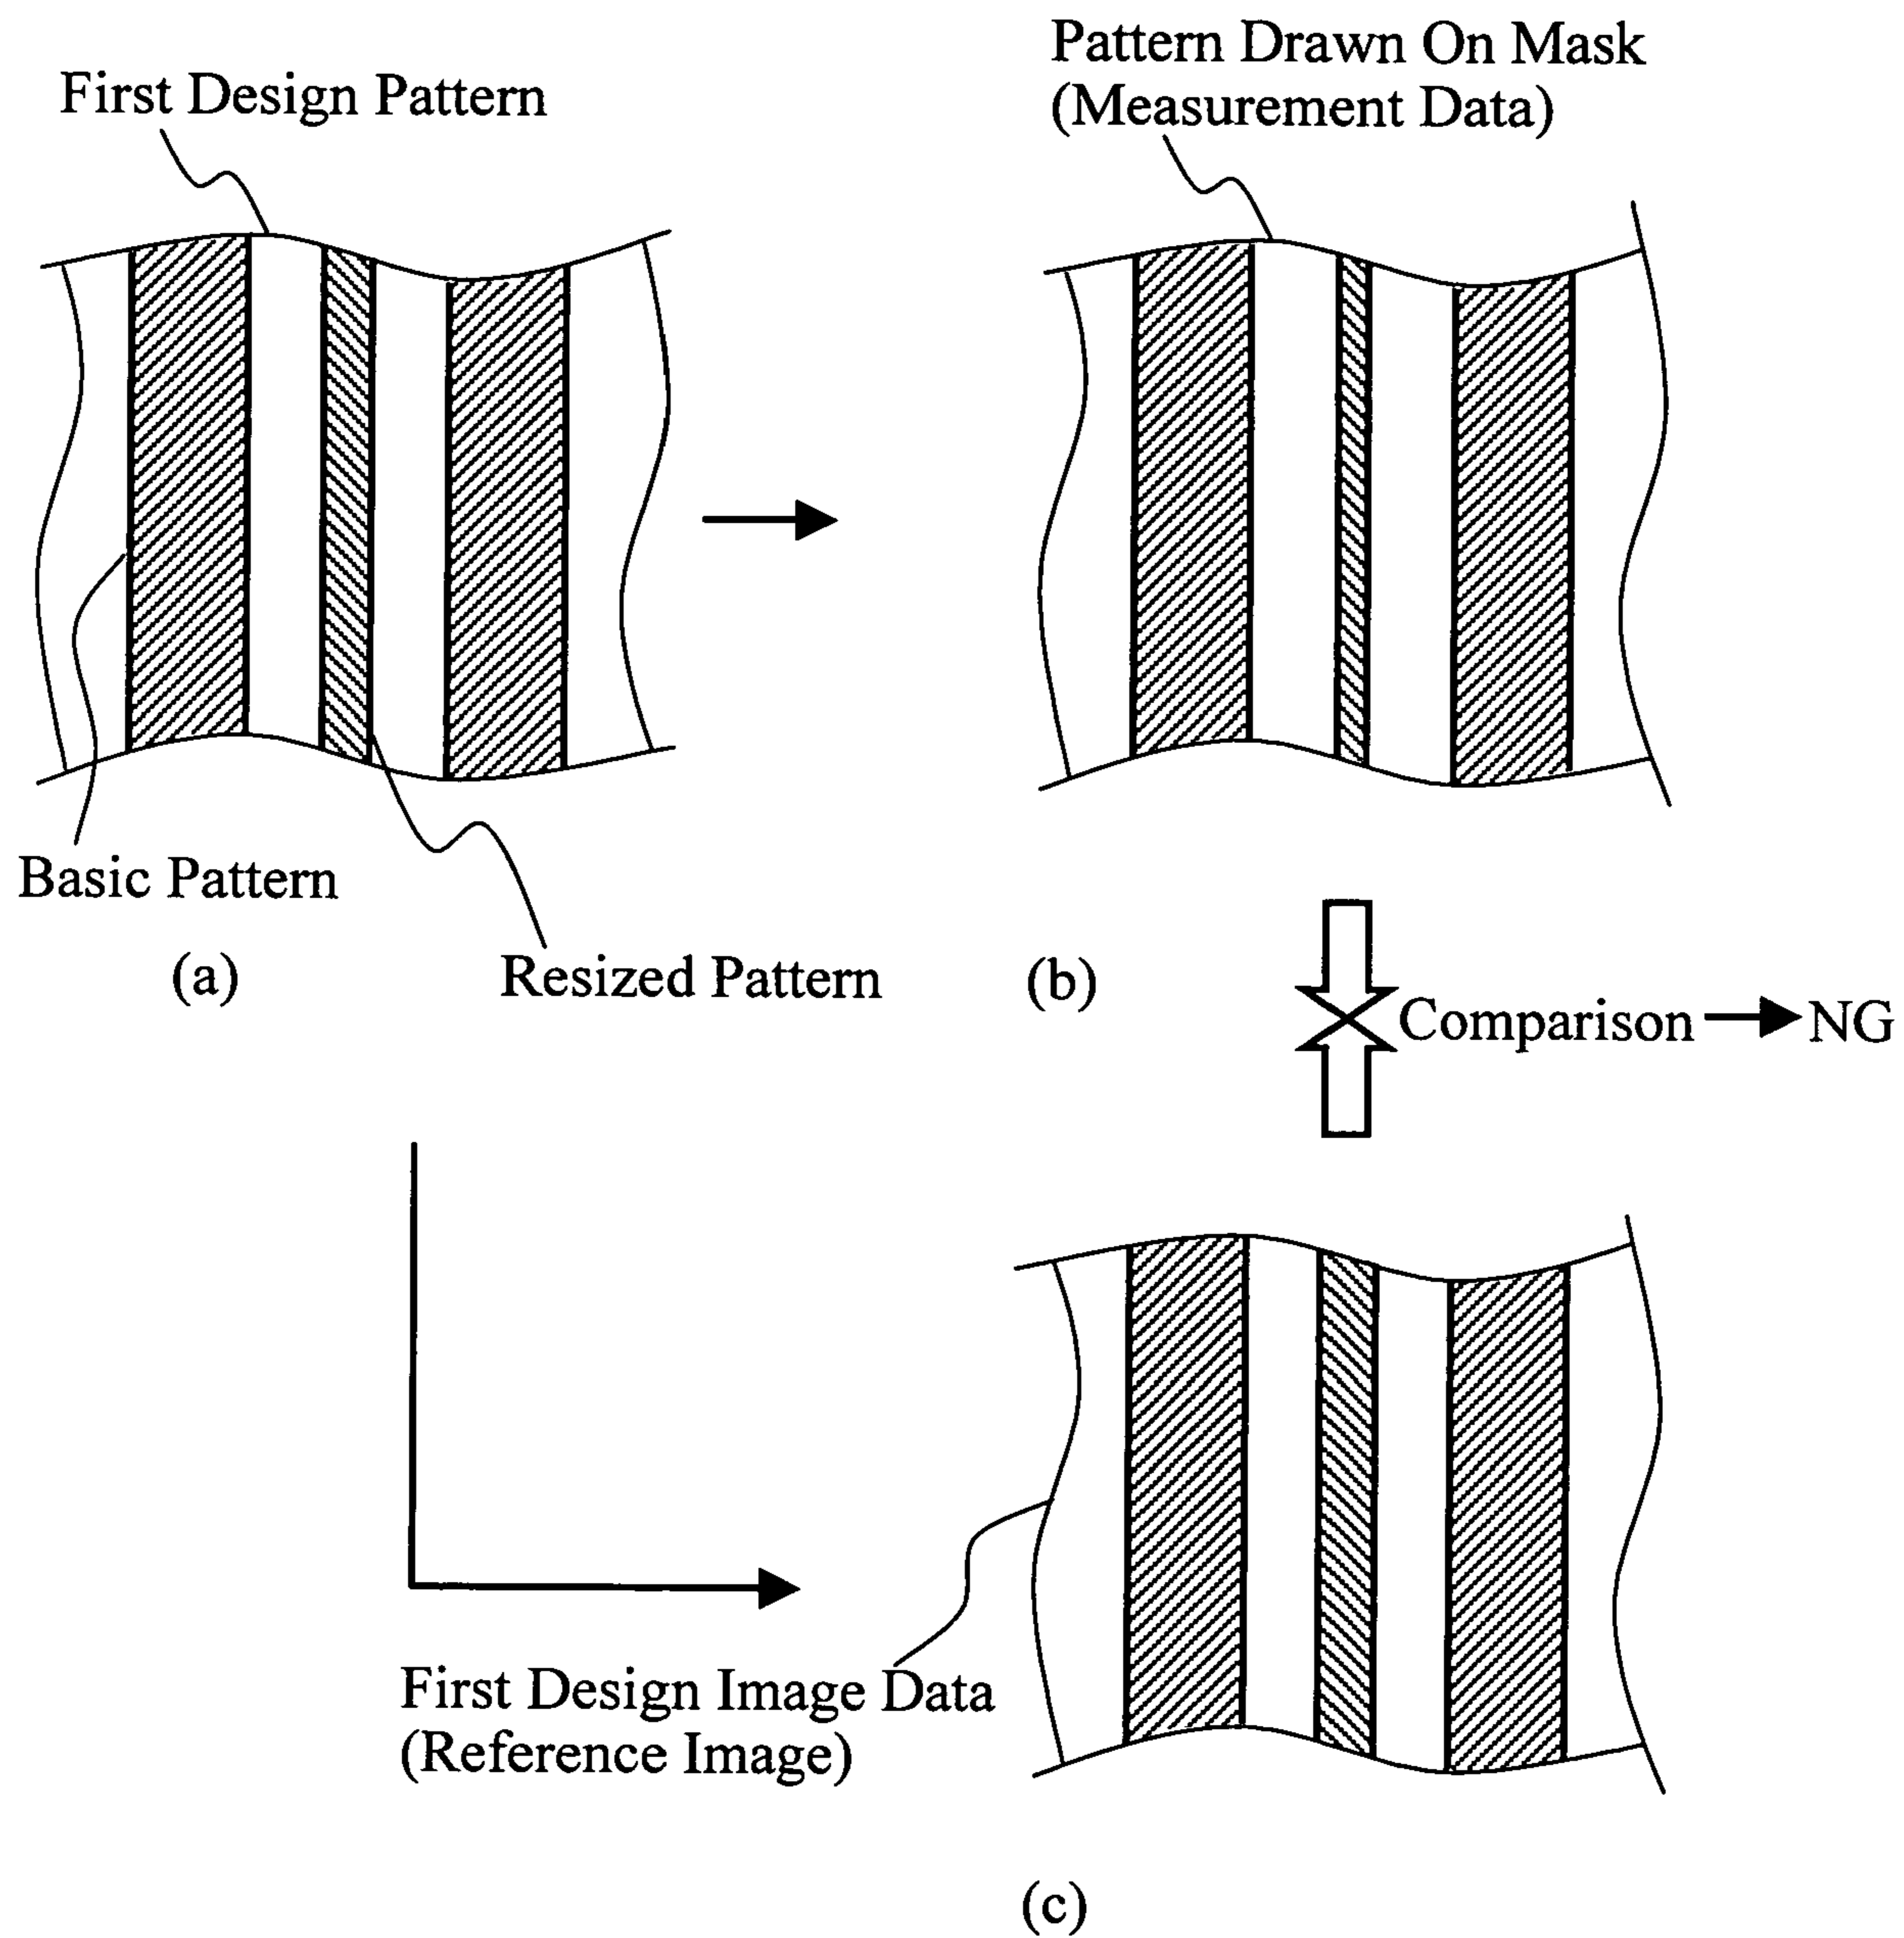 First Design Pattern
Pattern Drawn On Mask
(Measurement Data)
Basic Pattern
(a)
Resized Pattern
(b)
Comparison
NG
First Design Image Data
(Reference Image)
(c)